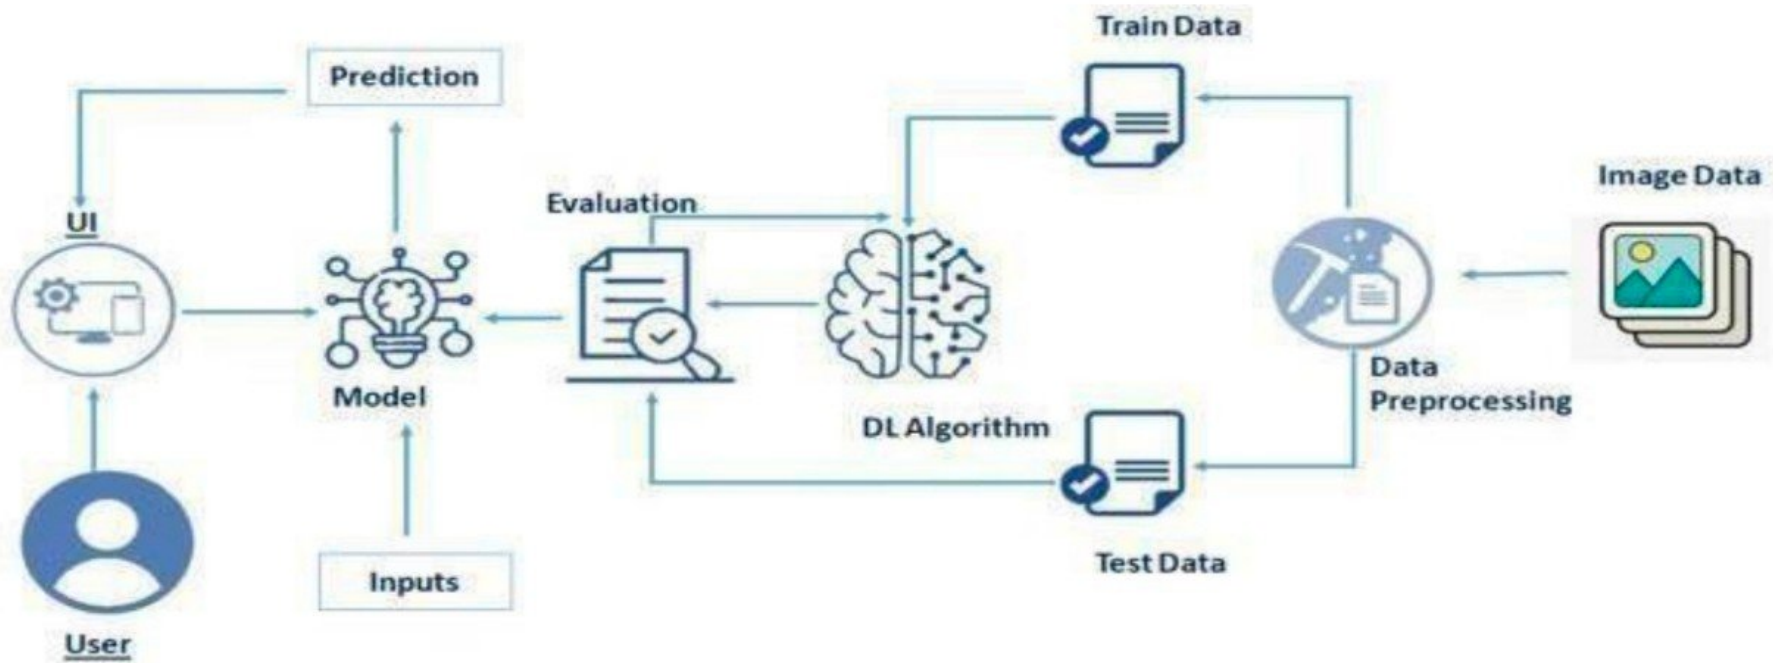 Train Data
Prediction
Image Data
Evaluation
UI
Data
Preprocessing
Model
DL Algorithm
Test Data
Inputs
User